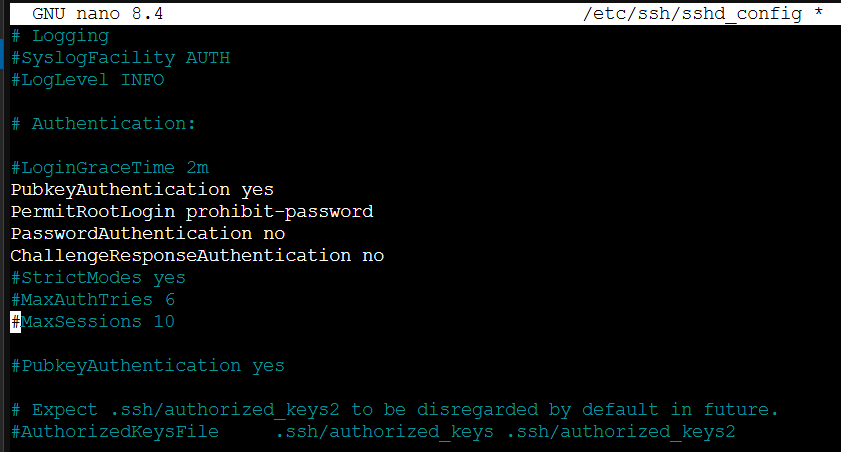 GNU nano 8.4 /etc/ssh/sshd_config *
# Logging
#SyslogFacility AUTH
#LogLevel INFO
# Authentication:
#LoginGraceTime 2m
PubkeyAuthentication yes
PermitRootLogin prohibit-password
PasswordAuthentication no
ChallengeResponseAuthentication no
#StrictModes yes
#MaxAuthTries 6
#MaxSessions 10
#PubkeyAuthentication yes
# Expect .ssh/authorized_keys2 to be disregarded by default in future.
#AuthorizedKeysFile .ssh/authorized_keys .ssh/authorized_keys2